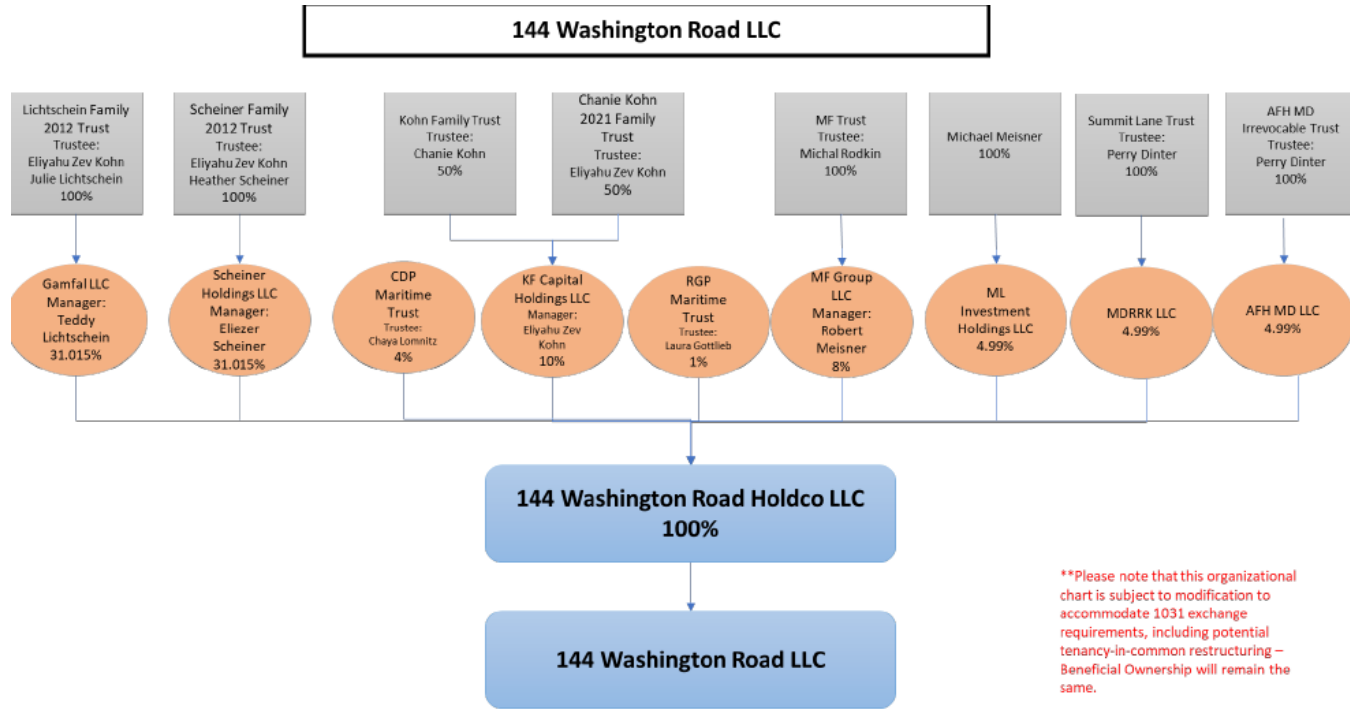 144 Washington Road LLC
Lichtschein Family
2012 Trust
Trustee:
Eliyahu Zev Kohn
Julie Lichtschein
100%
Scheiner Family
2012 Trust
Trustee:
Eliyahu Zev Kohn
Heather Scheiner
100%
Kohn Family Trust
Trustee:
Chanie Kohn
50%
Chanie Kohn
2021 Family
Trust
Trustee:
Eliyahu Zev Kohn
50%
MF Trust
Trustee:
Michal Rodkin
100%
Michael Meisner
100%
Summit Lane Trust
Trustee:
Perry Dinter
100%
AFH MD
Irrevocable Trust
Trustee:
Perry Dinter
100%
Gamfal LLC
Manager:
Teddy
Lichtschein
31.015%
Scheiner
Holdings LLC
Manager:
Eliezer
Scheiner
31.015%
CDP
Maritime
Trust
Trustee:
Chaya Lomnitz
4%
KF Capital
Holdings LLC
Manager:
Eliyahu Zev
Kohn
10%
RGP
Maritime
Trust
Trustee:
Laura Gottlieb
1%
MF Group
LLC
Manager:
Robert
Meisner
8%
ML
Investment
Holdings LLC
4.99%
MDRRK LLC
4.99%
AFH MD LLC
4.99%
144 Washington Road Holdco LLC
100%
144 Washington Road LLC
**Please note that this organizational
chart is subject to modification to
accommodate 1031 exchange
requirements, including potential
tenancy-in-common restructuring –
Beneficial Ownership will remain the
same.